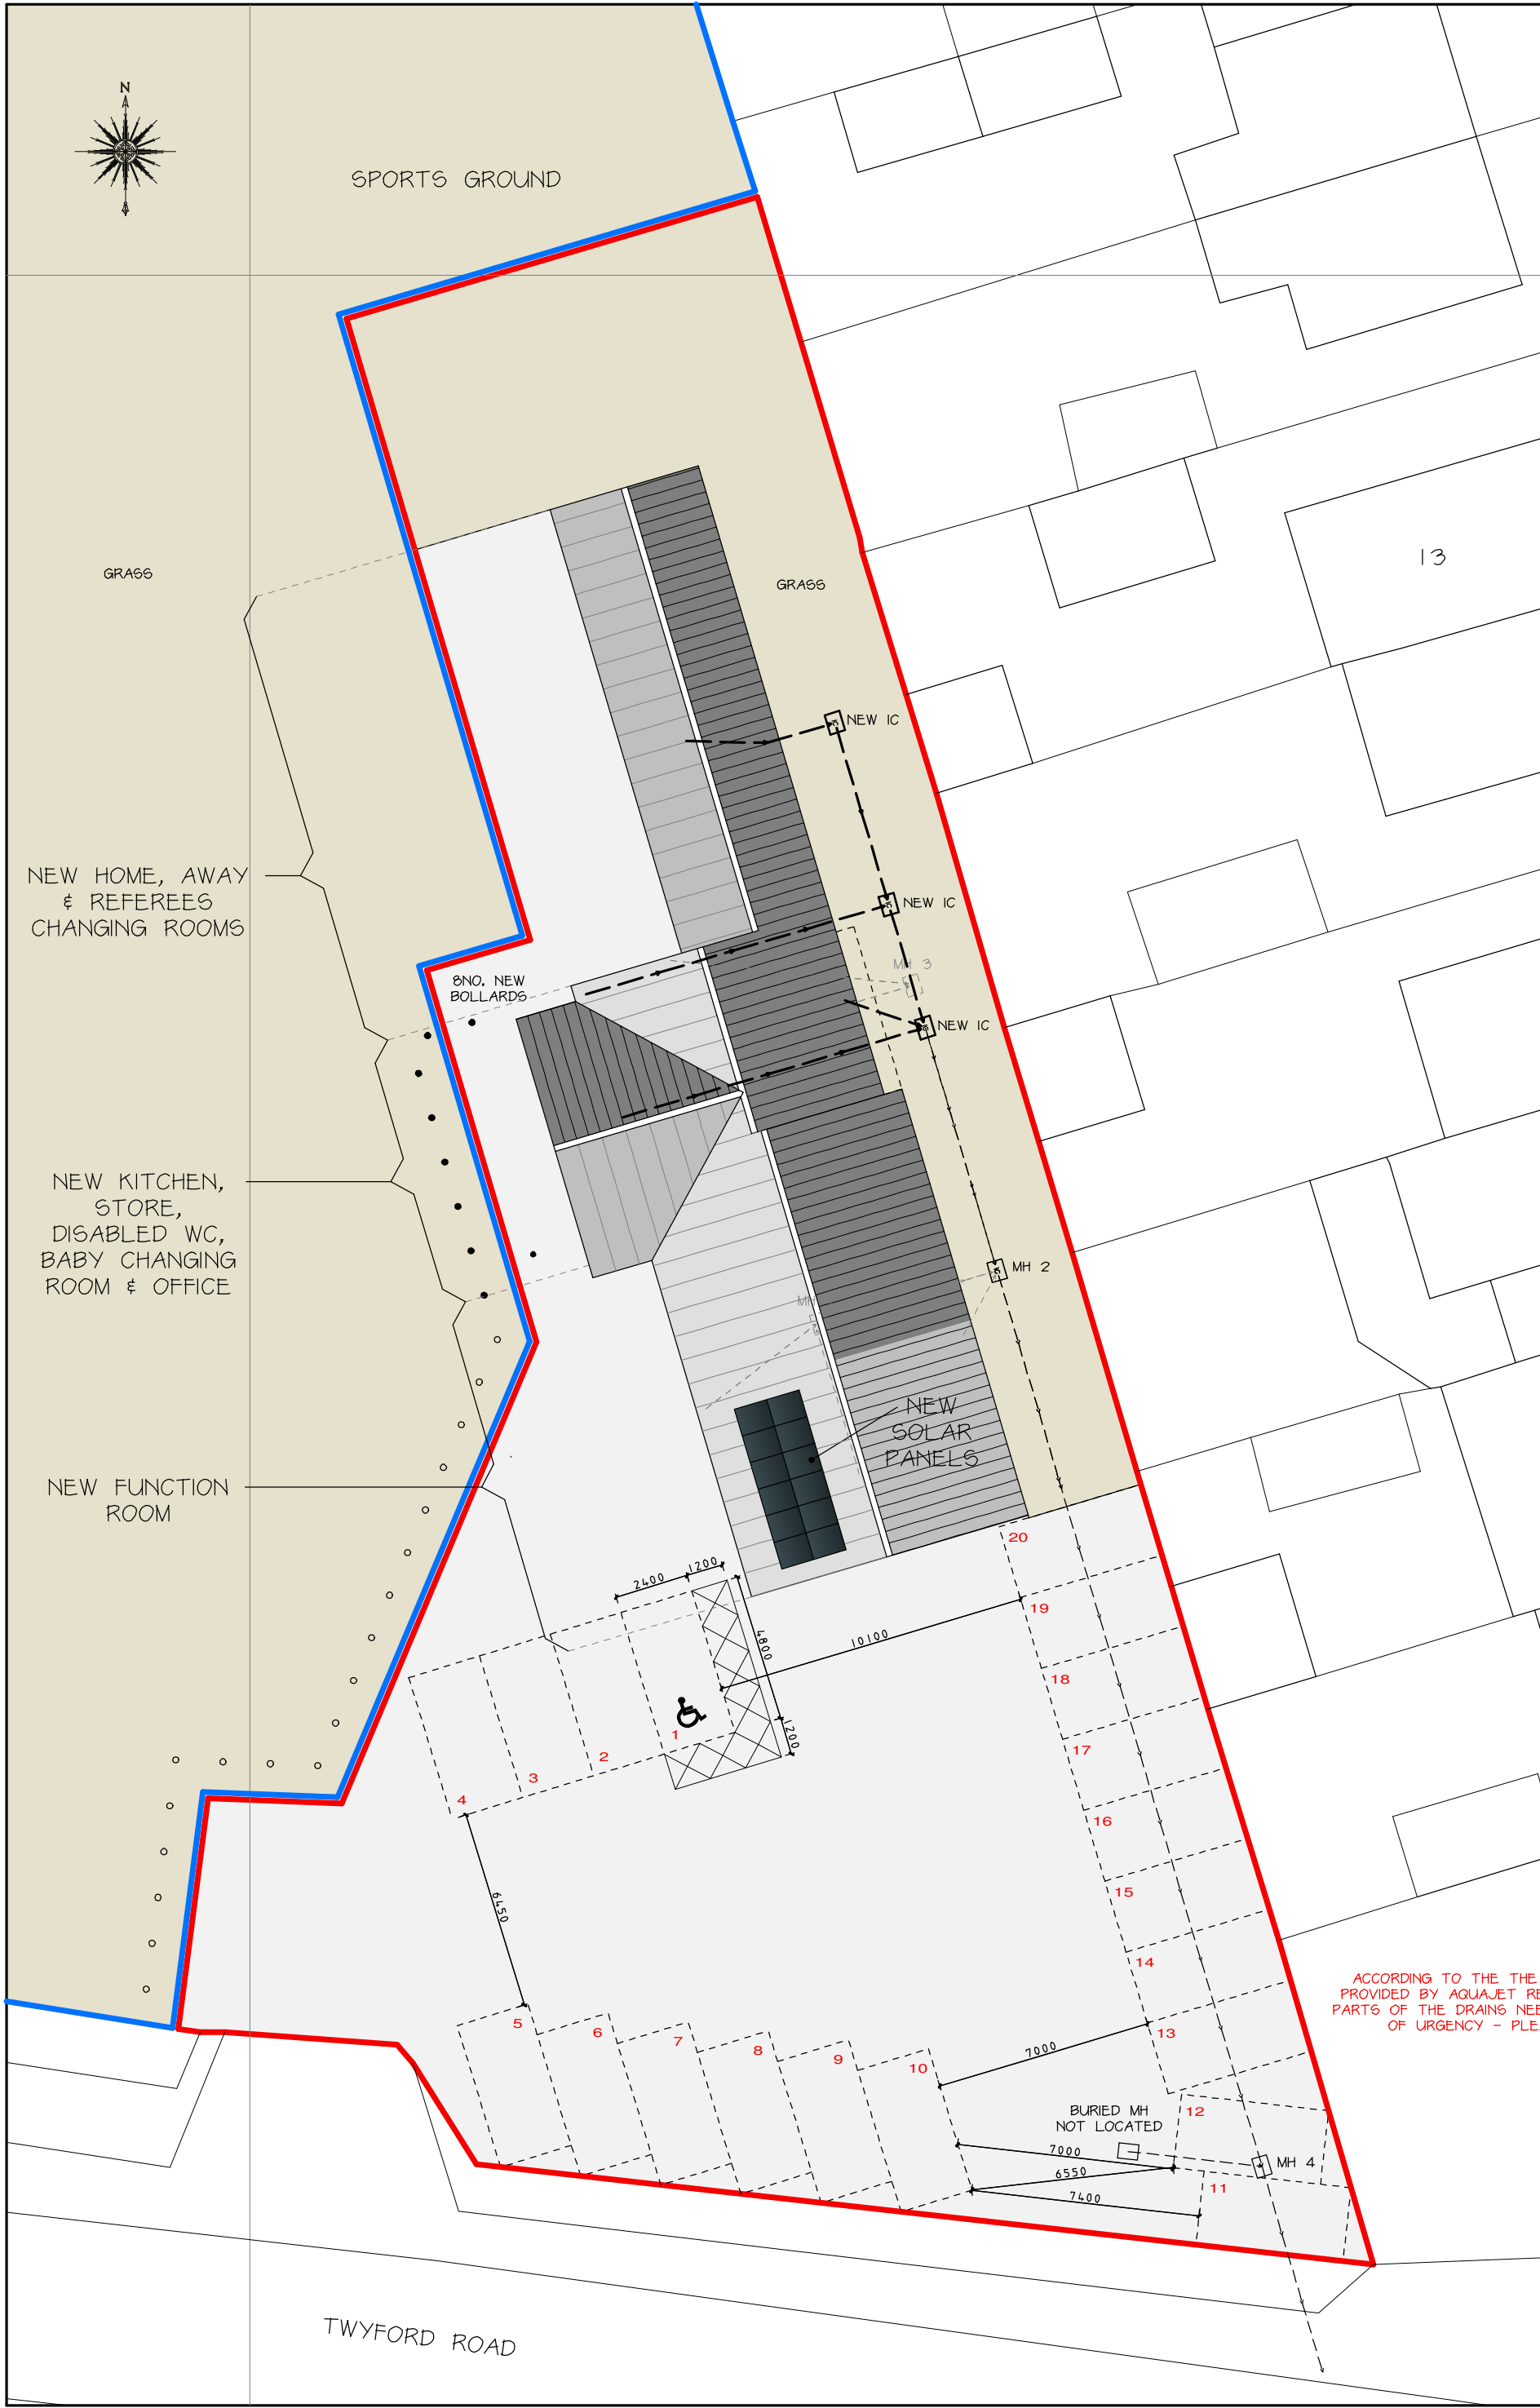 N
SPORTS GROUND
GRASS
GRASS
13
NEW IC
NEW IC
NEW IC
MH 3
MH 2
MH
NEW HOME, AWAY
& REFEREES
CHANGING ROOMS
8NO. NEW
BOLLARDS
NEW KITCHEN,
STORE,
DISABLED WC,
BABY CHANGING
ROOM & OFFICE
NEW FUNCTION
ROOM
NEW
SOLAR
PANELS
2400
1200
4800
1200
10100
6450
1
2
3
4
5
6
7
8
9
10
20
19
18
17
16
15
14
13
12
11
7000
7000
6550
7400
BURIED MH
NOT LOCATED
MH 4
ACCORDING TO THE THE
PROVIDED BY AQUAJET RE
PARTS OF THE DRAINS NEE
OF URGENCY - PLE
TWYFORD ROAD